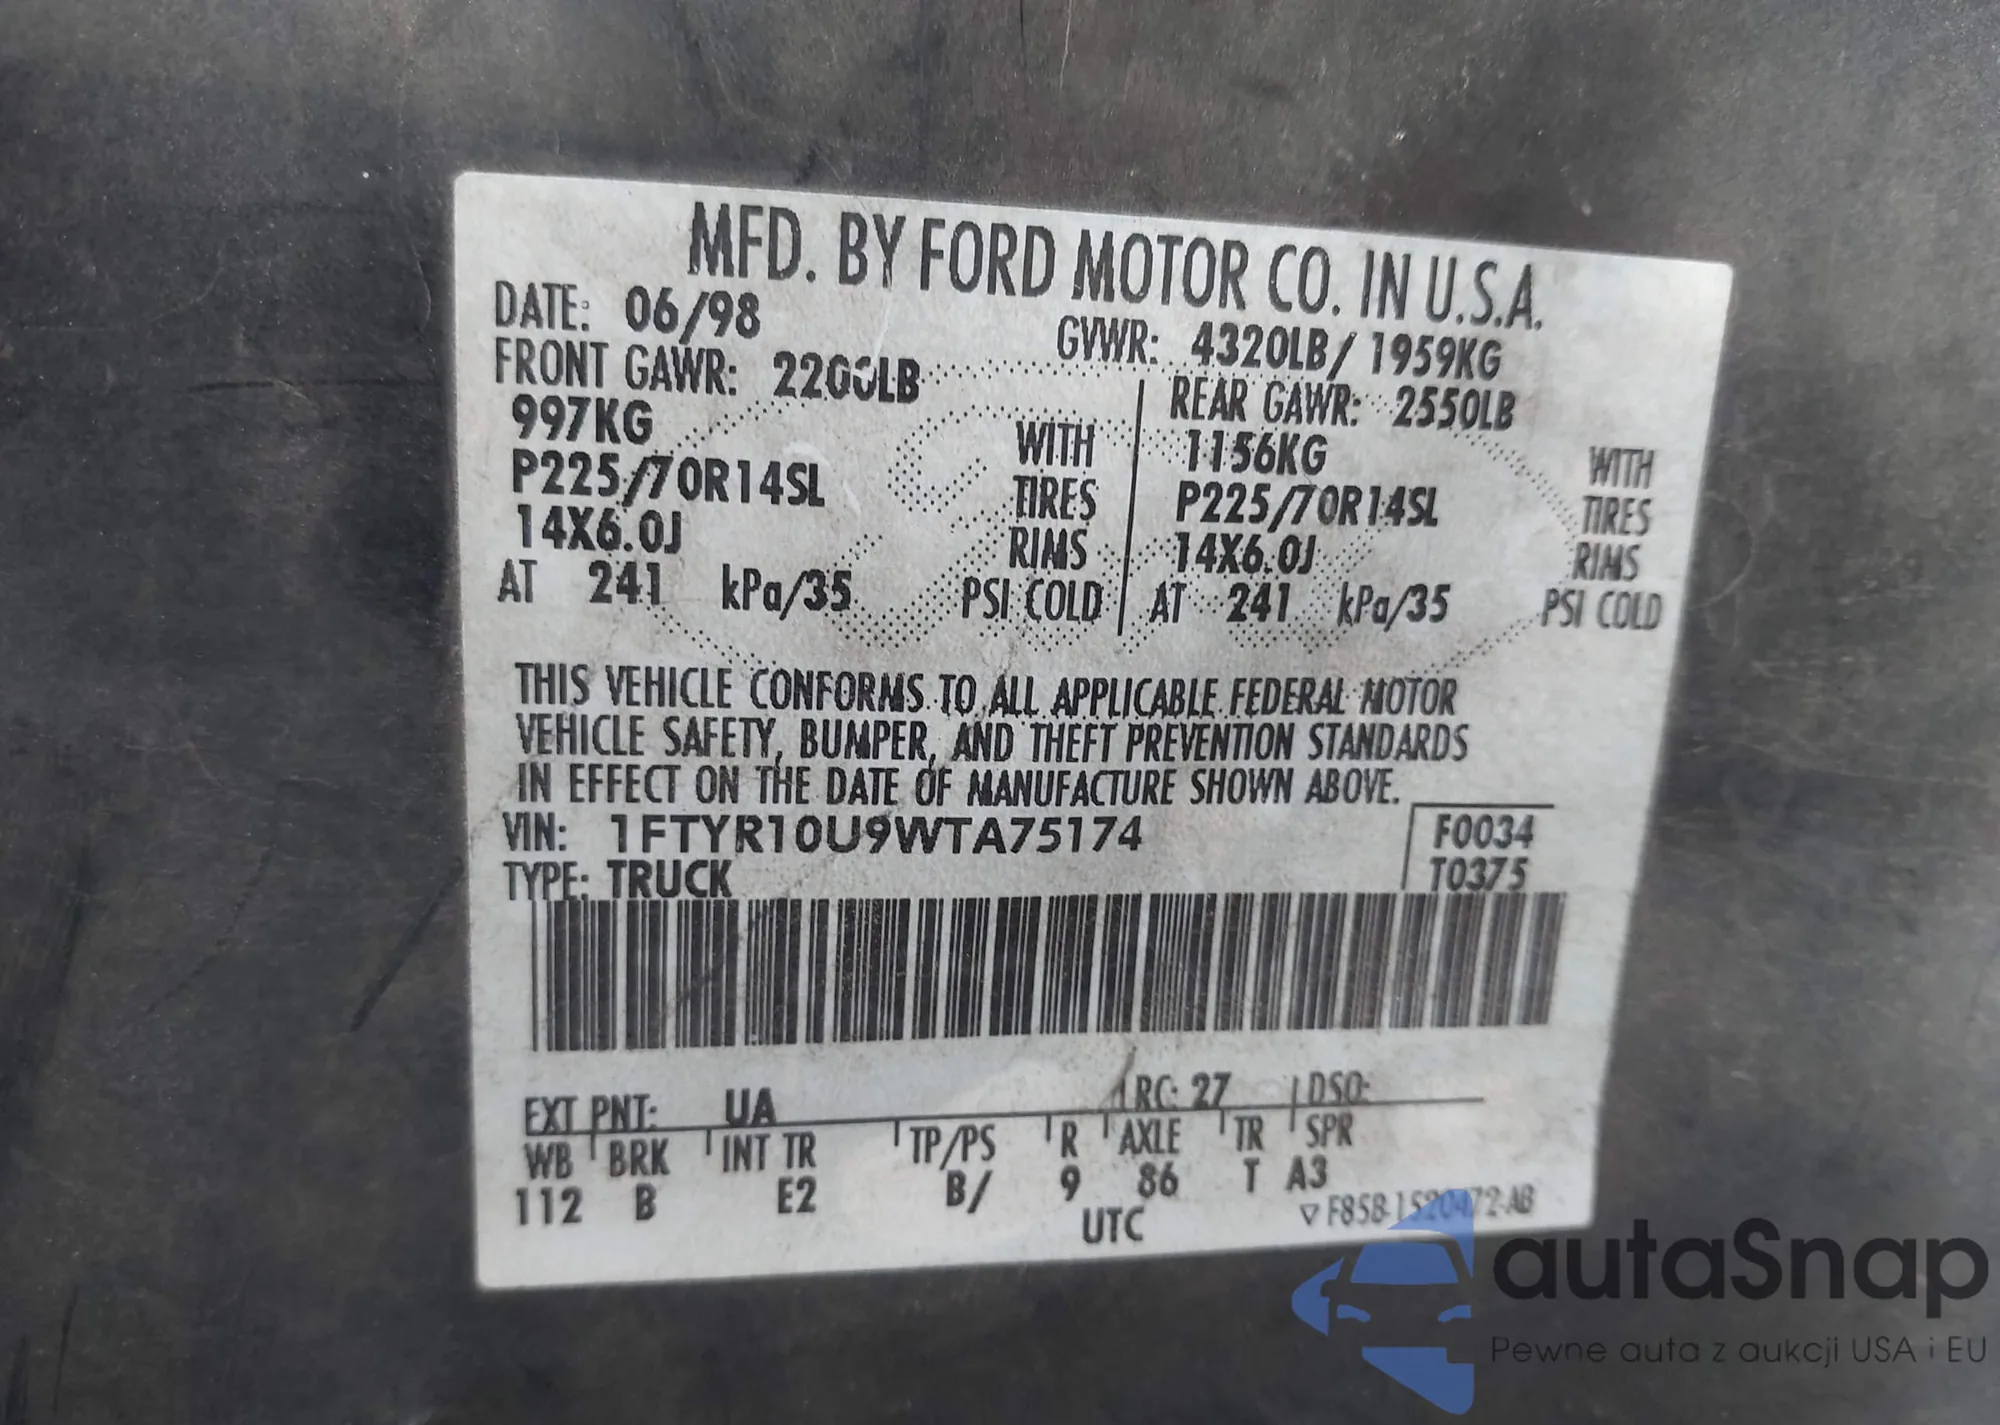 MFD. BY FORD MOTOR CO. IN U.S.A.
DATE: 06/98 GVWR: 4320LB/ 1959KG
FRONT GAWR: 2200LB REAR GAWR: 2550LB
997KG WITH 1156KG WITH
P225/70R14SL TIRES P225/70R14SL TIRES
14X6.0J RIMS 14X6.0J RIMS
AT 241 kPa/35 PSI COLD AT 241 kPa/35 PSI COLD
THIS VEHICLE CONFORMS TO ALL APPLICABLE FEDERAL MOTOR
VEHICLE SAFETY, BUMPER, AND THEFT PREVENTION STANDARDS
IN EFFECT ON THE DATE OF MANUFACTURE SHOWN ABOVE.
VIN: 1FTYR10U9WTA75174 F0034
TYPE: TRUCK T0375
EXT PNT: UA RC: 27 DSO:
WB BRK INT TR TP/PS R AXLE TR SPR
112 B E2 B/ 9 86 T A3
UTC F85B-1520472-AB
autaSnap
Pewne auta z aukcji USA i EU